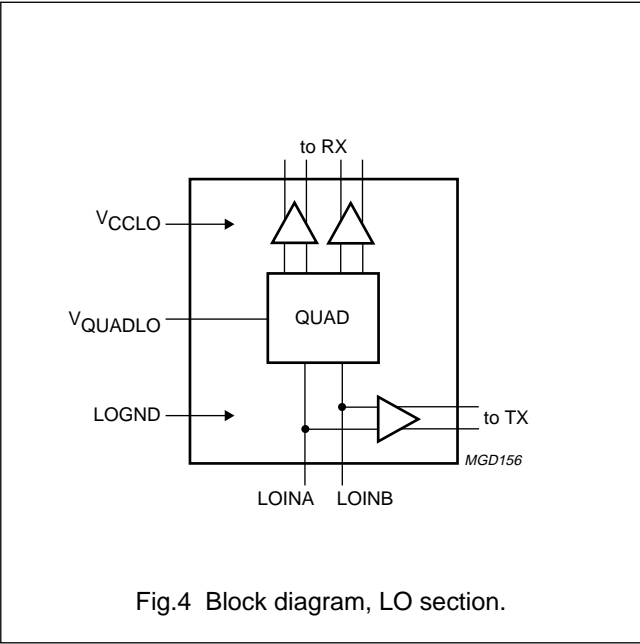 to RX
VCCLO
VQUADLO
QUAD
LOGND
to TX
MGD156
LOINA LOINB
Fig.4 Block diagram, LO section.